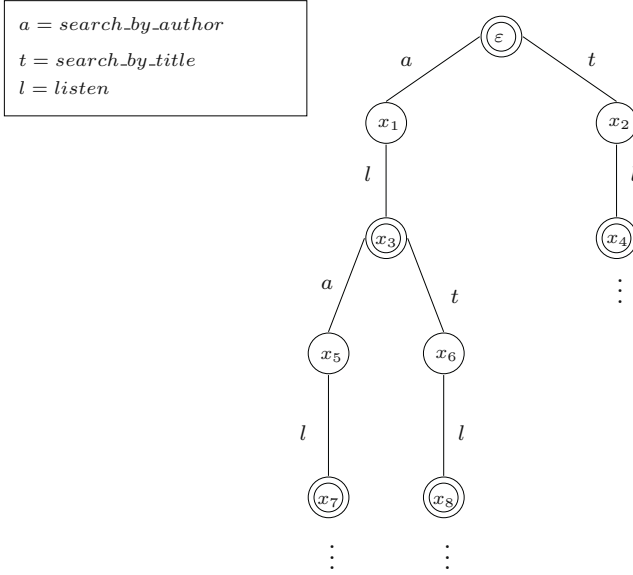 a = search_by_author
t = search_by_title
l = listen
ε
a
t
x₁
x₂
l
l
x₃
x₄
a
t
⋮
x₅
x₆
l
l
x₇
x₈
⋮
⋮